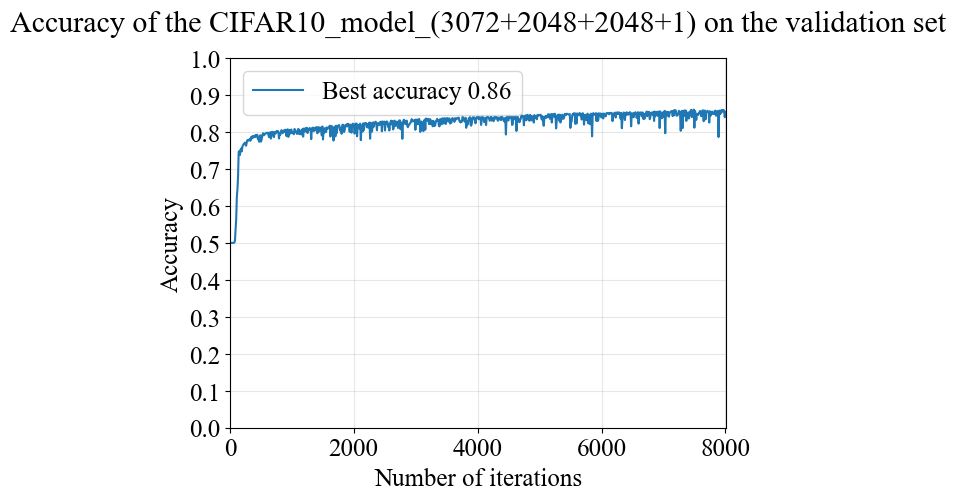 Accuracy of the CIFAR10_model_(3072+2048+2048+1) on the validation set
1.0
Best accuracy 0.86
0.9
0.8
0.7
0.6
0.5
0.4
0.3
0.2
0.1
0.0
Accuracy
0 2000 4000 6000 8000
Number of iterations